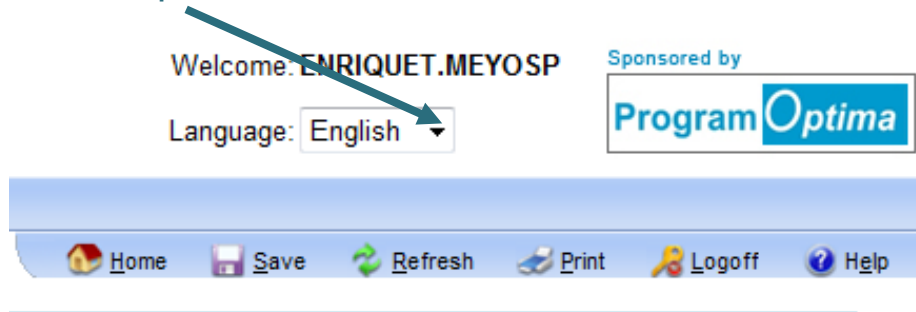 Welcome: ENRIQUET.MEYOSP
Sponsored by
Program Optima
Language: English
Home Save Refresh Print Logoff Help